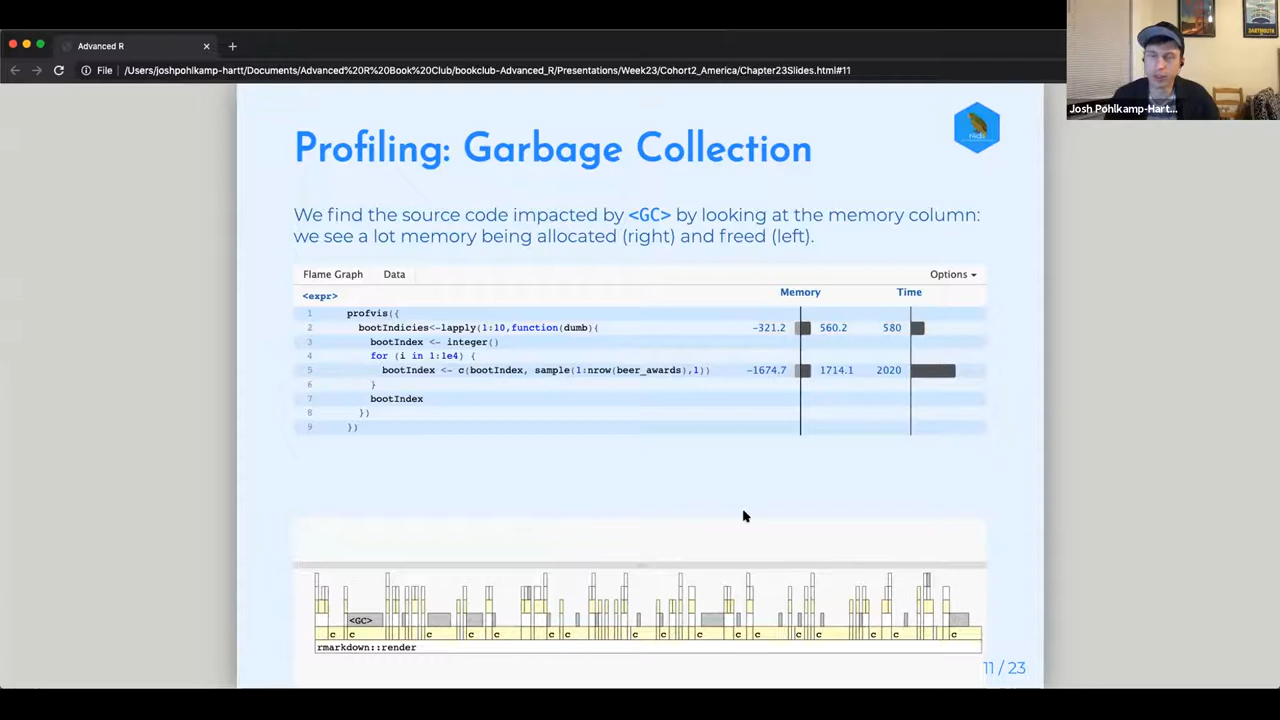 Advanced R
File /Users/joshpohlkamp-hartt/Documents/Advanced%20R%20Book%20Club/bookclub-Advanced_R/Presentations/Week23/Cohort2_America/Chapter23Slides.html#11
DARTMOUTH
Josh Pohlkamp-Hart...
Profiling: Garbage Collection
We find the source code impacted by <GC> by looking at the memory column:
we see a lot memory being allocated (right) and freed (left).
Flame Graph Data Options
<expr> Memory Time
1 profvis({
2 bootIndicies<-lapply(1:10,function(dumb){ -321.2 560.2 580
3 bootIndex <- integer()
4 for (i in 1:1e4) {
5 bootIndex <- c(bootIndex, sample(1:nrow(beer_awards),1)) -1674.7 1714.1 2020
6 }
7 bootIndex
8 })
9 })
<GC>
c c c c c c c c c c c c c c c c
rmarkdown::render
11 / 23